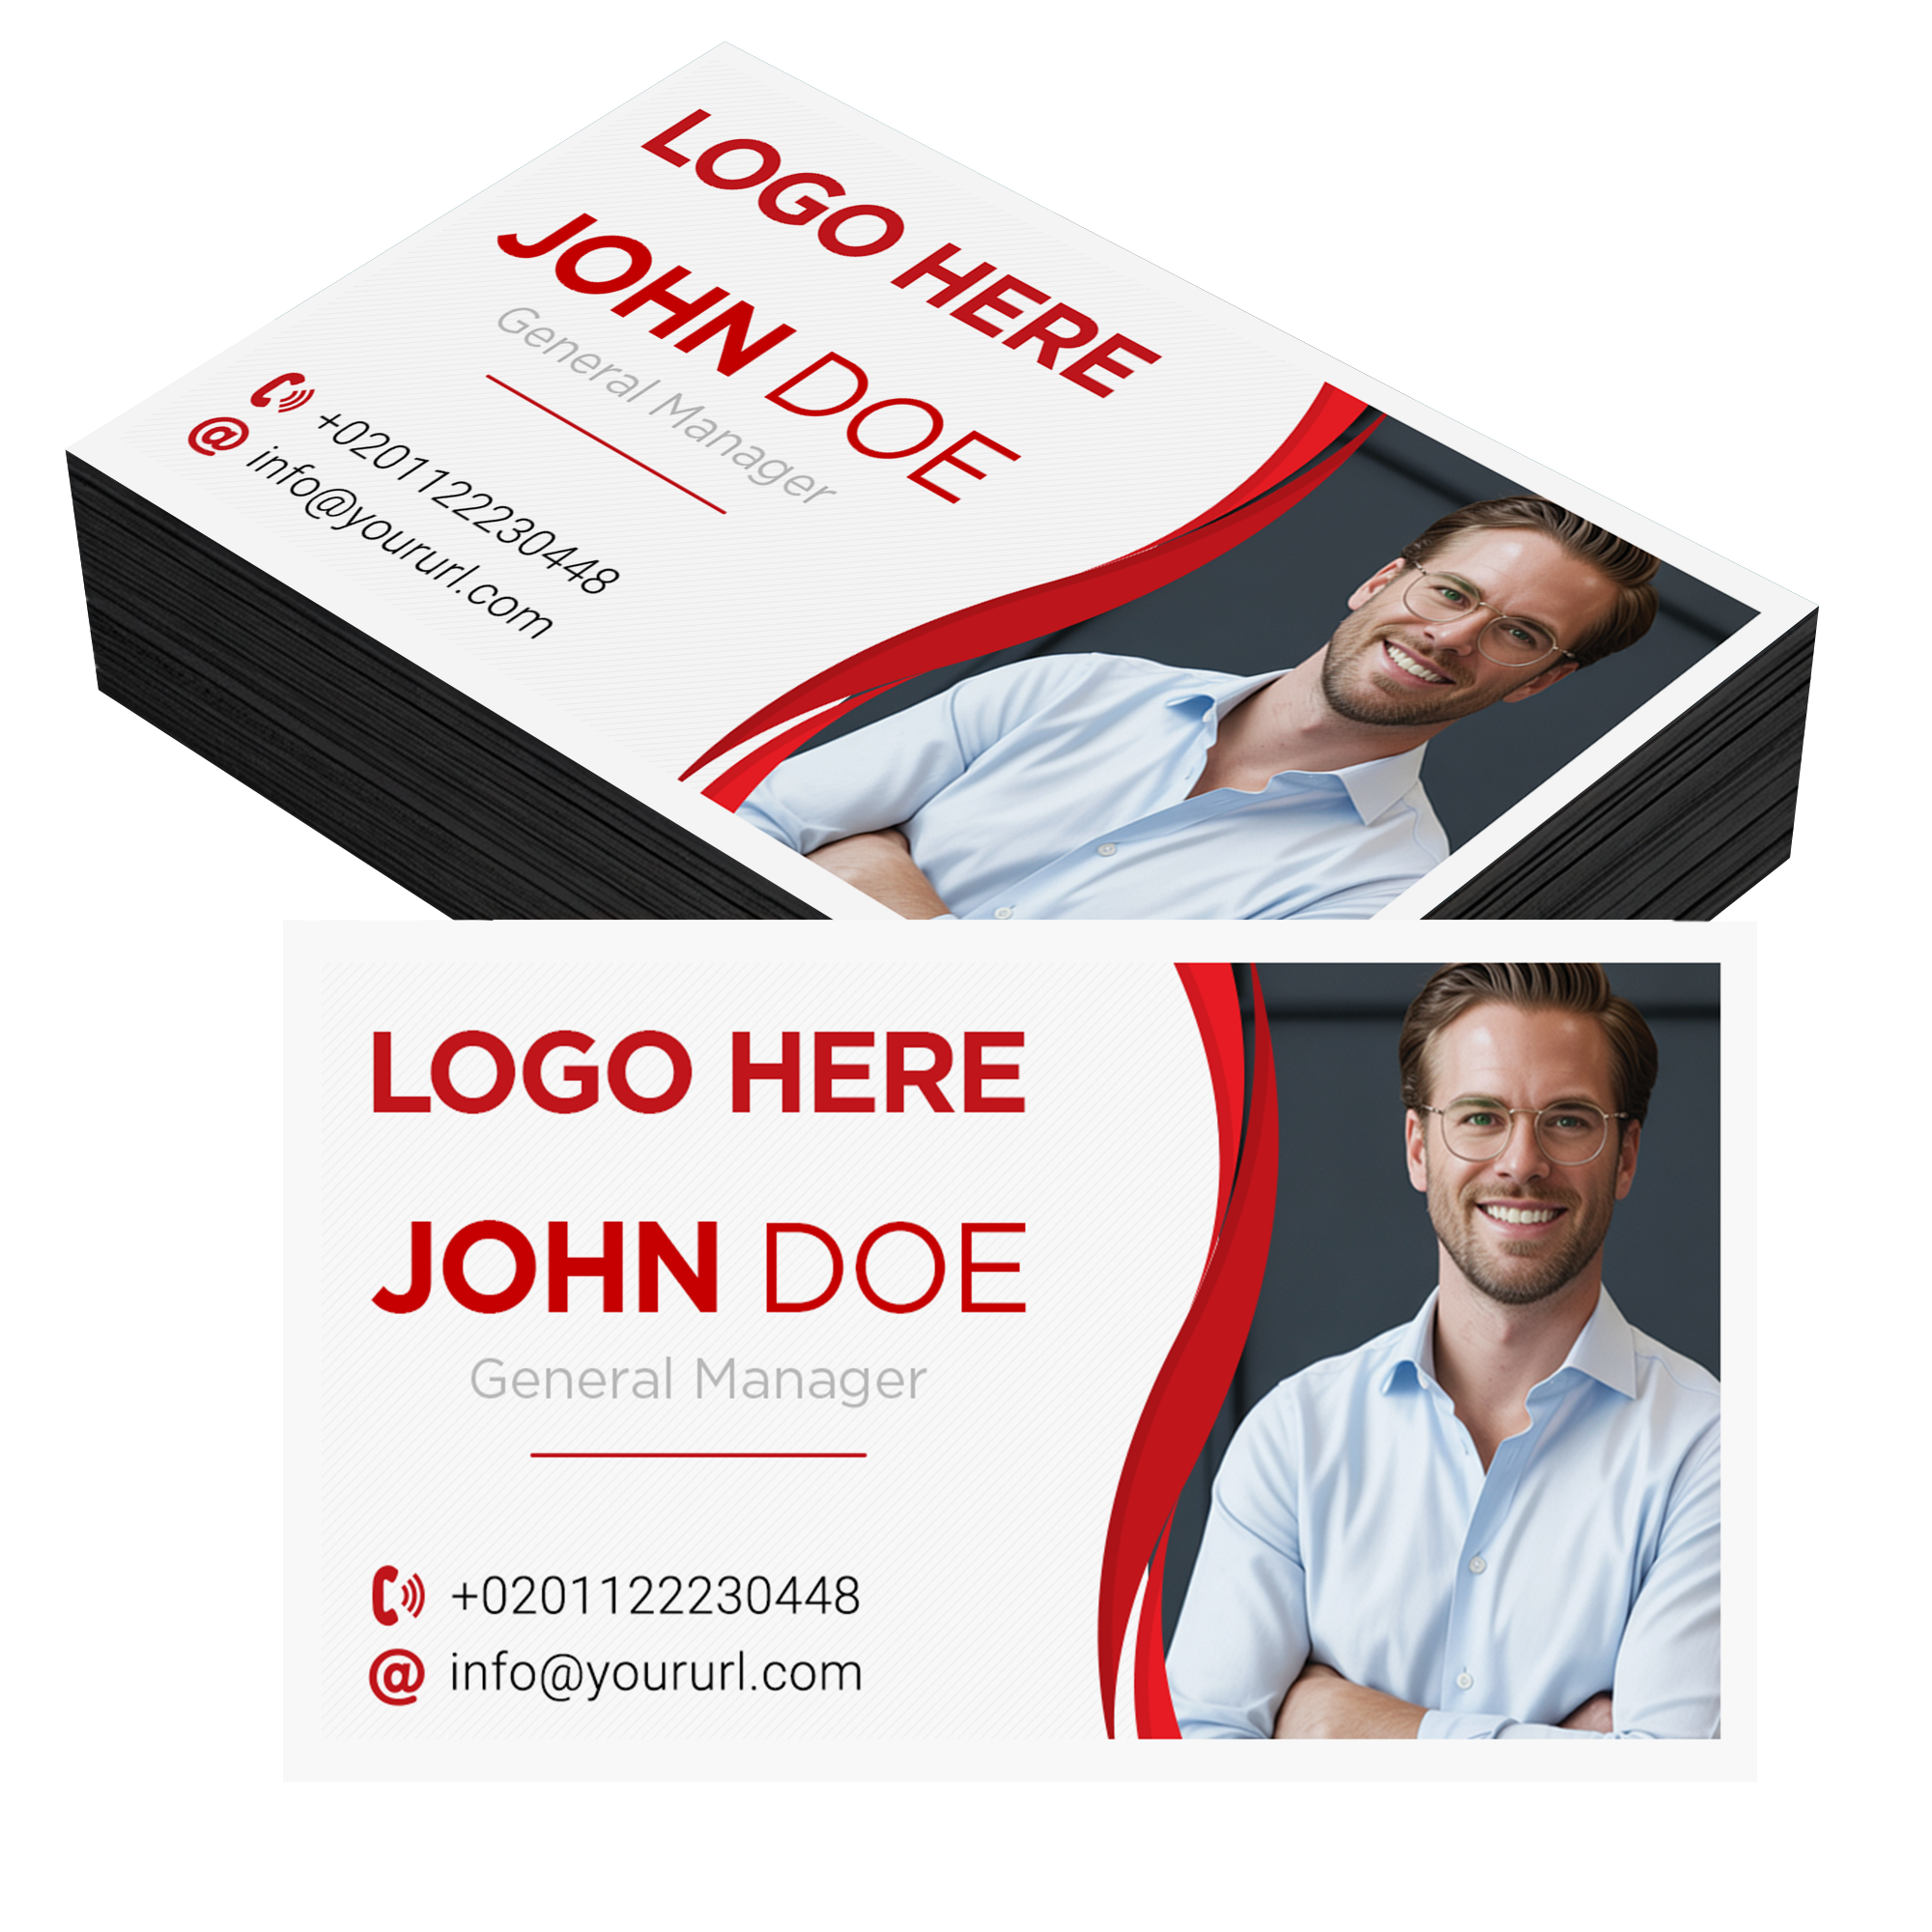 LOGO HERE
JOHN DOE
General Manager
+0201122230448
info@yoururl.com
LOGO HERE
JOHN DOE
General Manager
+0201122230448
info@yoururl.com